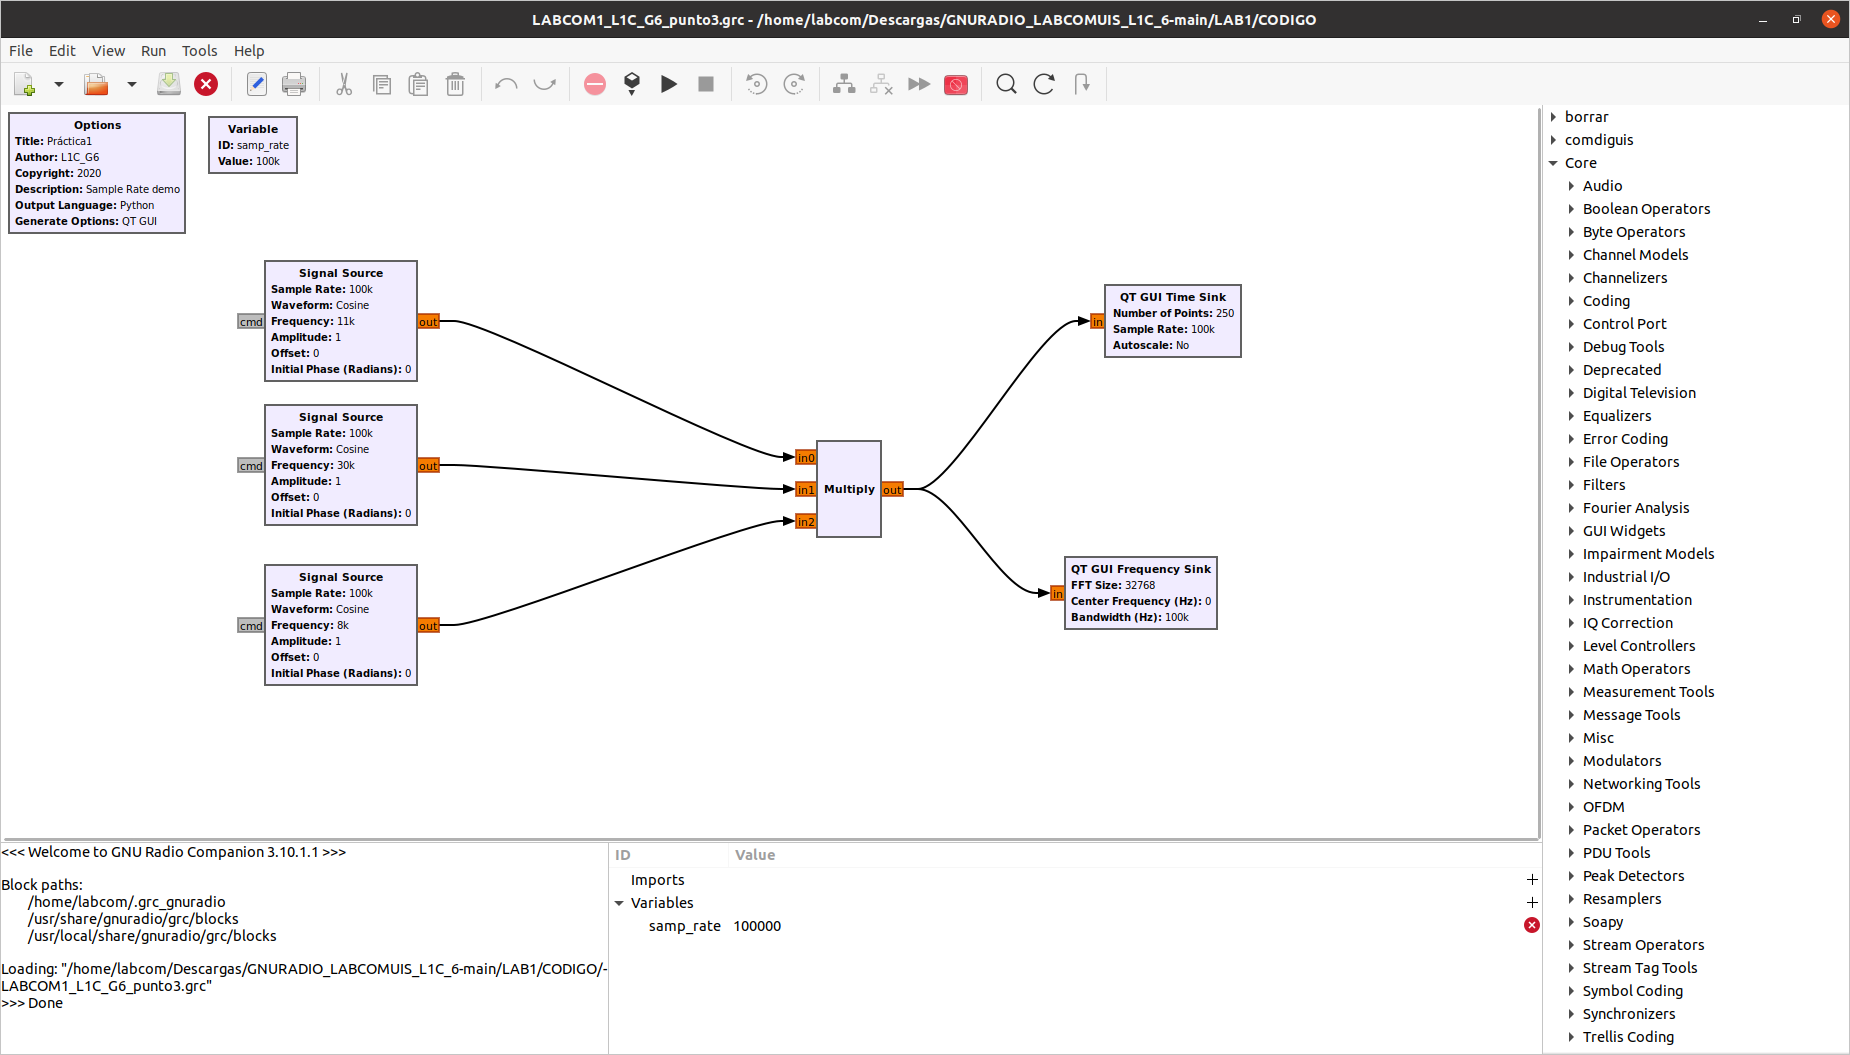 LABCOM1_L1C_G6_punto3.grc - /home/labcom/Descargas/GNURADIO_LABCOMUIS_L1C_6-main/LAB1/CODIGO
File Edit View Run Tools Help
Options
Title: Práctica1
Author: L1C_G6
Copyright: 2020
Description: Sample Rate demo
Output Language: Python
Generate Options: QT GUI
Variable
ID: samp_rate
Value: 100k
Signal Source
Sample Rate: 100k
Waveform: Cosine
Frequency: 11k
Amplitude: 1
Offset: 0
Initial Phase (Radians): 0
cmd
out
Signal Source
Sample Rate: 100k
Waveform: Cosine
Frequency: 30k
Amplitude: 1
Offset: 0
Initial Phase (Radians): 0
cmd
out
Signal Source
Sample Rate: 100k
Waveform: Cosine
Frequency: 8k
Amplitude: 1
Offset: 0
Initial Phase (Radians): 0
cmd
out
in0
in1
in2
Multiply
out
in
QT GUI Time Sink
Number of Points: 250
Sample Rate: 100k
Autoscale: No
in
QT GUI Frequency Sink
FFT Size: 32768
Center Frequency (Hz): 0
Bandwidth (Hz): 100k
borrar
comdiguis
Core
Audio
Boolean Operators
Byte Operators
Channel Models
Channelizers
Coding
Control Port
Debug Tools
Deprecated
Digital Television
Equalizers
Error Coding
File Operators
Filters
Fourier Analysis
GUI Widgets
Impairment Models
Industrial I/O
Instrumentation
IQ Correction
Level Controllers
Math Operators
Measurement Tools
Message Tools
Misc
Modulators
Networking Tools
OFDM
Packet Operators
PDU Tools
Peak Detectors
Resamplers
Soapy
Stream Operators
Stream Tag Tools
Symbol Coding
Synchronizers
Trellis Coding
<<< Welcome to GNU Radio Companion 3.10.1.1 >>>
Block paths:
/home/labcom/.grc_gnuradio
/usr/share/gnuradio/grc/blocks
/usr/local/share/gnuradio/grc/blocks
Loading: "/home/labcom/Descargas/GNURADIO_LABCOMUIS_L1C_6-main/LAB1/CODIGO/-
LABCOM1_L1C_G6_punto3.grc"
>>> Done
ID Value
Imports
Variables
samp_rate 100000